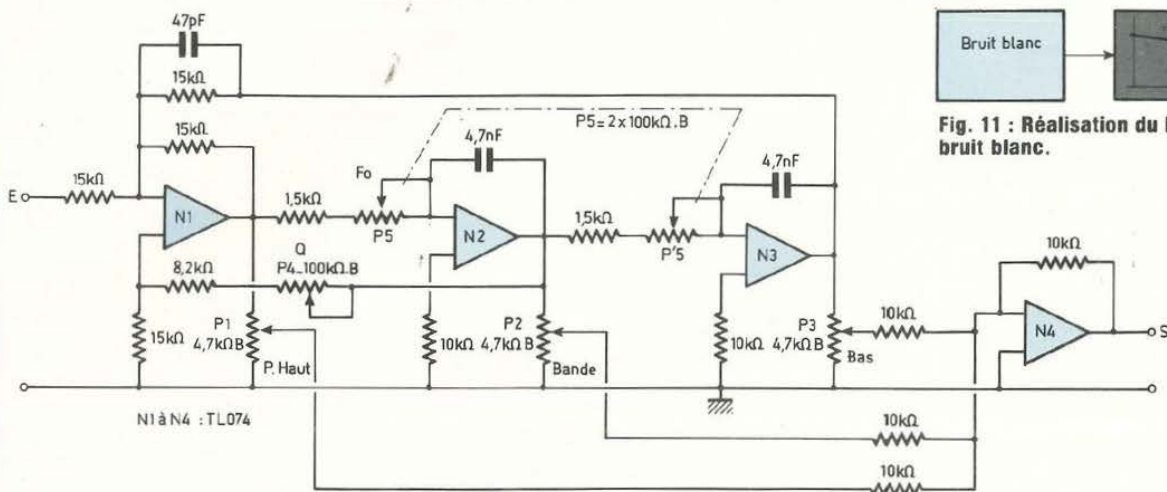 47pF
15kΩ
15kΩ
E
15kΩ
N1
1,5kΩ
Fo
P5
P5 = 2x100kΩ.B
4,7nF
N2
1,5kΩ
P'5
4,7nF
N3
8,2kΩ
Q
P4_100kΩ.B
15kΩ
P1
4,7kΩB
P. Haut
10kΩ
P2
4,7kΩB
Bande
10kΩ
P3
4,7kΩB
Bas
10kΩ
10kΩ
N4
S
10kΩ
10kΩ
N1 à N4 : TL074
Bruit blanc
Fig. 11 : Réalisation du
bruit blanc.